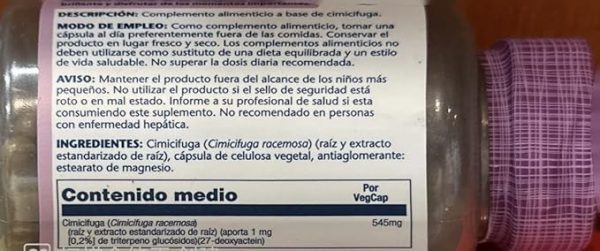 brillante y disfrutar de los momentos importantes.
DESCRIPCIÓN: Complemento alimenticio a base de cimicifuga.
MODO DE EMPLEO: Como complemento alimenticio, tomar una
cápsula al día preferentemente fuera de las comidas. Conservar el
producto en lugar fresco y seco. Los complementos alimenticios no
deben utilizarse como sustituto de una dieta equilibrada y un estilo
de vida saludable. No superar la dosis diaria recomendada.
AVISO: Mantener el producto fuera del alcance de los niños más
pequeños. No utilizar el producto si el sello de seguridad está
roto o en mal estado. Informe a su profesional de salud si esta
consumiendo este suplemento. No recomendado en personas
con enfermedad hepática.
INGREDIENTES: Cimicifuga (Cimicifuga racemosa) (raíz y extracto
estandarizado de raíz), cápsula de celulosa vegetal, antiaglomerante:
estearato de magnesio.
Contenido medio
Por
VegCap
Cimicifuga (Cimicifuga racemosa) 545mg
(raíz y extracto estandarizado de raíz) (aporta 1 mg
[0,2%] de triterpeno glucósidos)(27-deoxyactein)